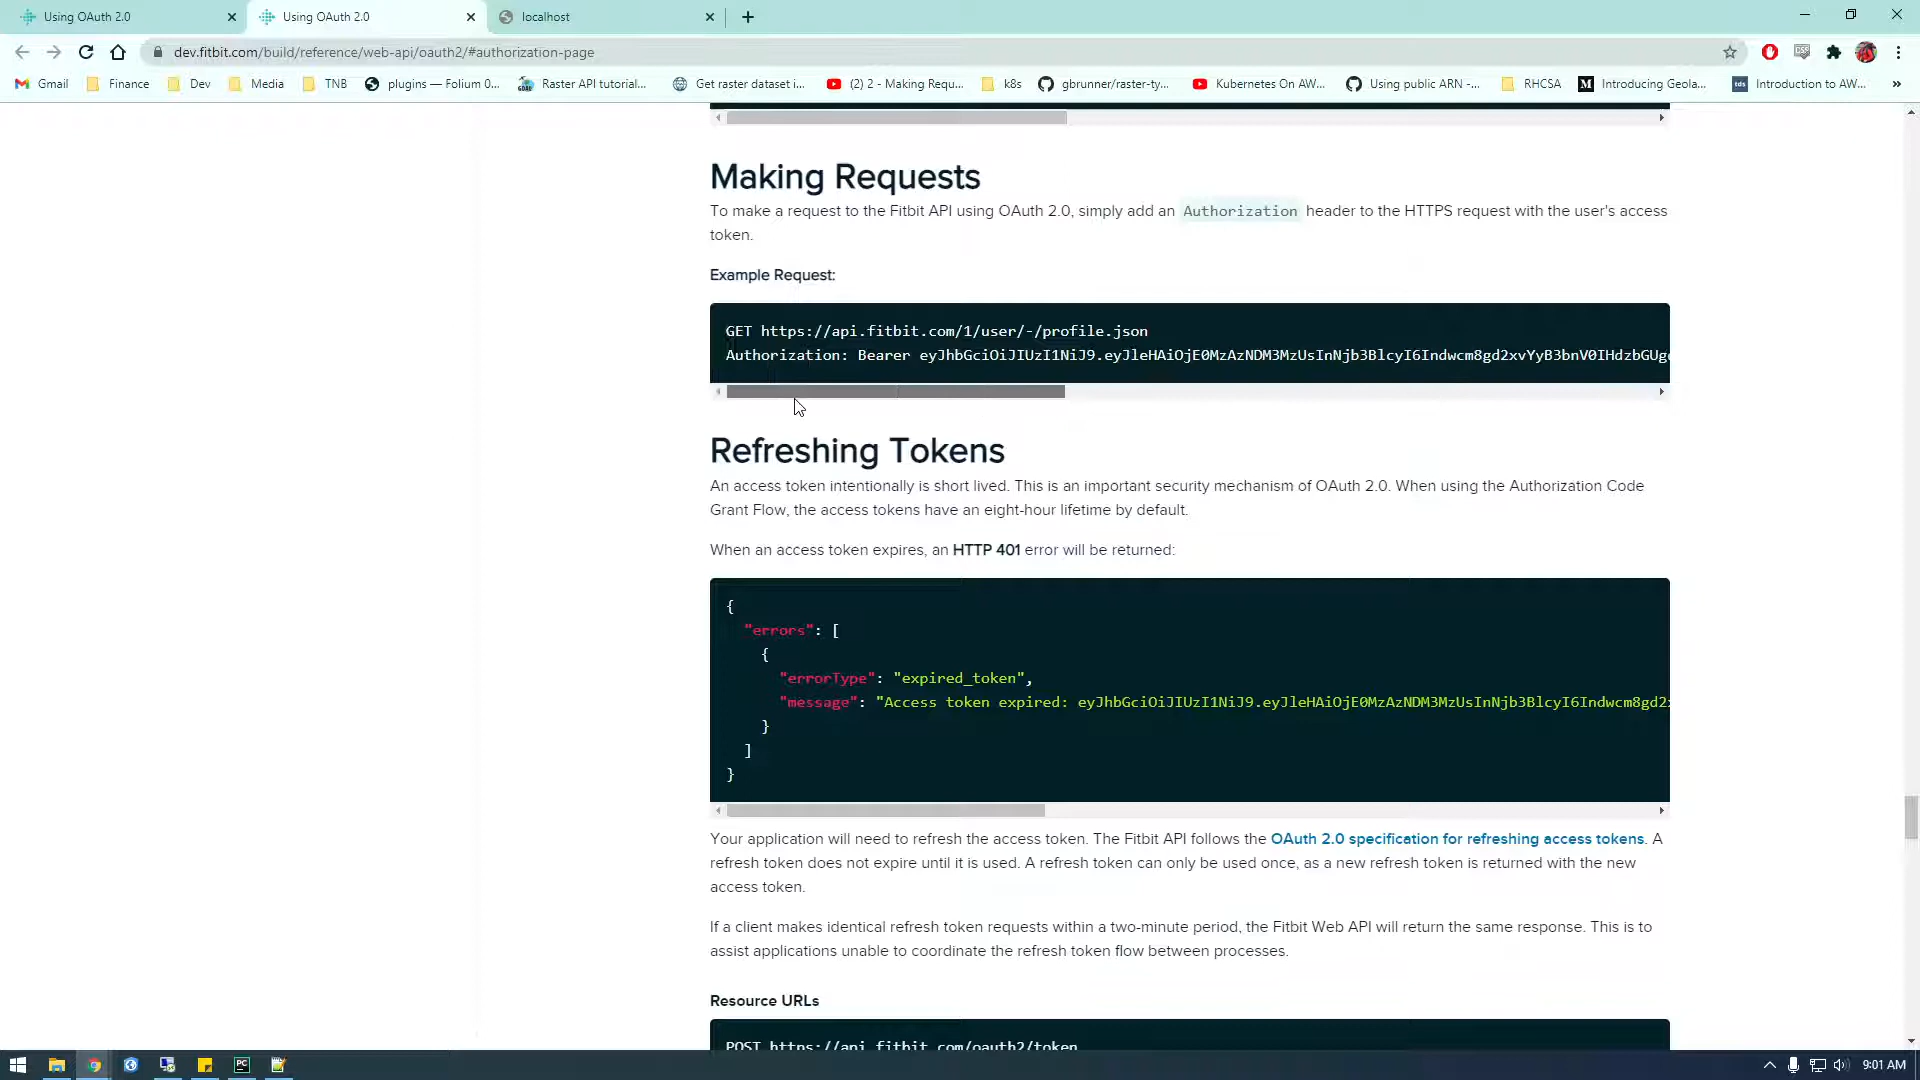 Using OAuth 2.0
Using OAuth 2.0
localhost
dev.fitbit.com/build/reference/web-api/oauth2/#authorization-page
Gmail
Finance
Dev
Media
TNB
plugins — Folium 0...
Raster API tutorial...
Get raster dataset i...
(2) 2 - Making Requ...
k8s
gbrunner/raster-ty...
Kubernetes On AW...
Using public ARN -...
RHCSA
Introducing Geola...
Introduction to AW...
Making Requests
To make a request to the Fitbit API using OAuth 2.0, simply add an Authorization header to the HTTPS request with the user's access
token.
Example Request:
GET https://api.fitbit.com/1/user/-/profile.json
Authorization: Bearer eyJhbGciOiJIUzI1NiJ9.eyJleHAiOjE0MzAzNDM3MzUsInNjb3BlcyI6Indwcm8gd2xvYyB3bnV0IHdzbGUg
Refreshing Tokens
An access token intentionally is short lived. This is an important security mechanism of OAuth 2.0. When using the Authorization Code
Grant Flow, the access tokens have an eight-hour lifetime by default.
When an access token expires, an HTTP 401 error will be returned:
{
"errors": [
{
"errorType": "expired_token",
"message": "Access token expired: eyJhbGciOiJIUzI1NiJ9.eyJleHAiOjE0MzAzNDM3MzUsInNjb3BlcyI6Indwcm8gd2
}
]
}
Your application will need to refresh the access token. The Fitbit API follows the OAuth 2.0 specification for refreshing access tokens. A
refresh token does not expire until it is used. A refresh token can only be used once, as a new refresh token is returned with the new
access token.
If a client makes identical refresh token requests within a two-minute period, the Fitbit Web API will return the same response. This is to
assist applications unable to coordinate the refresh token flow between processes.
Resource URLs
POST https://api.fitbit.com/oauth2/token
9:01 AM